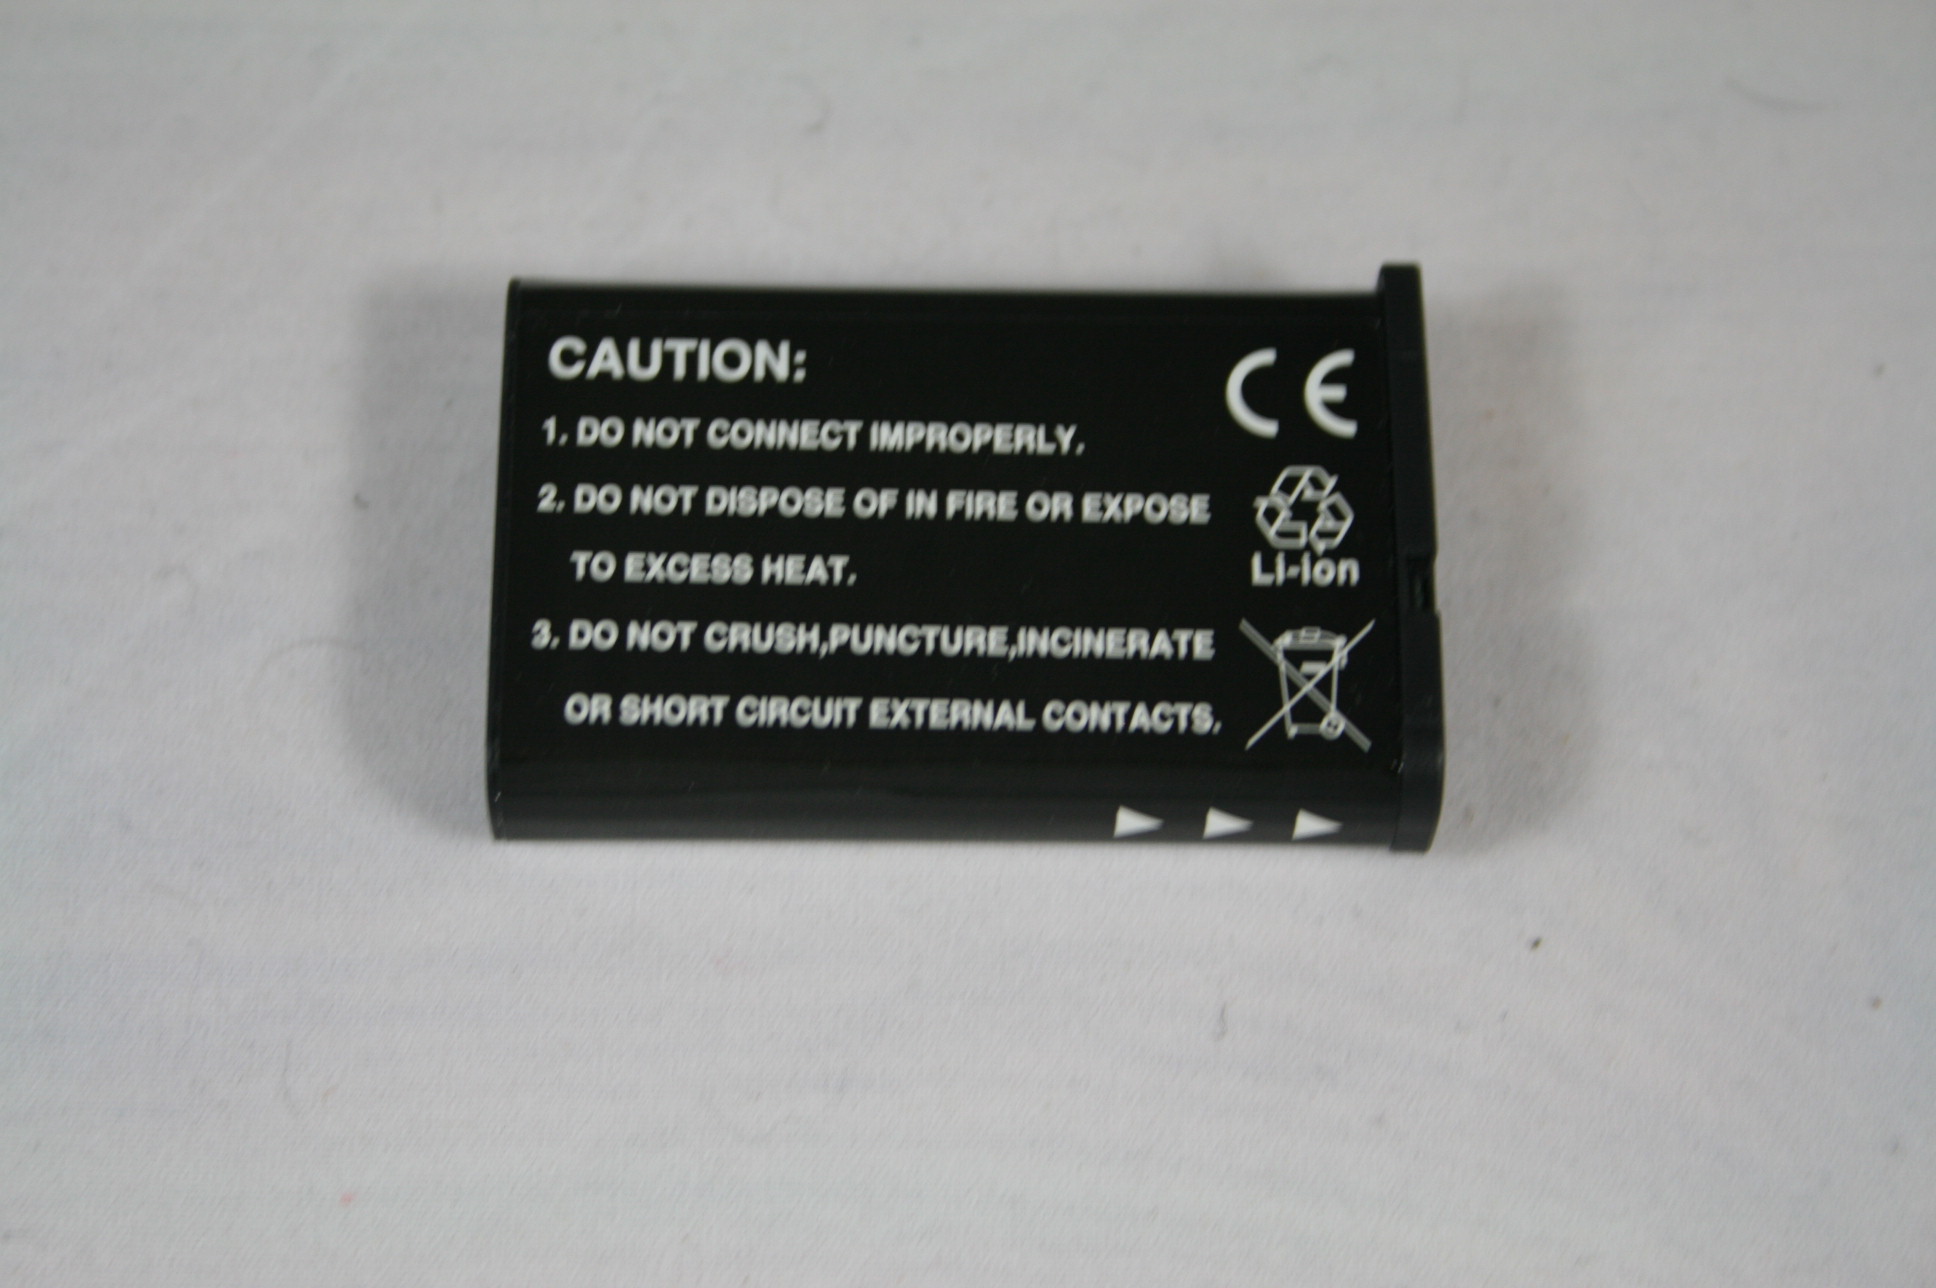 CAUTION:
1. DO NOT CONNECT IMPROPERLY.
2. DO NOT DISPOSE OF IN FIRE OR EXPOSE
TO EXCESS HEAT.
3. DO NOT CRUSH,PUNCTURE,INCINERATE
OR SHORT CIRCUIT EXTERNAL CONTACTS.
CE
Li-ion